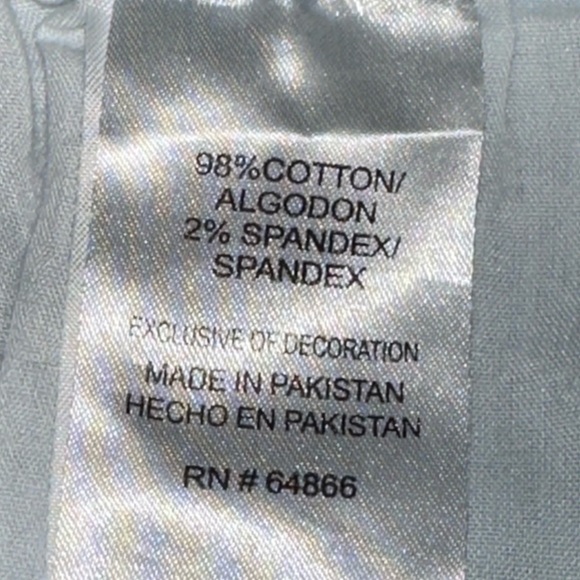 98%COTTON/
ALGODON
2% SPANDEX/
SPANDEX
EXCLUSIVE OF DECORATION
MADE IN PAKISTAN
HECHO EN PAKISTAN
RN # 64866